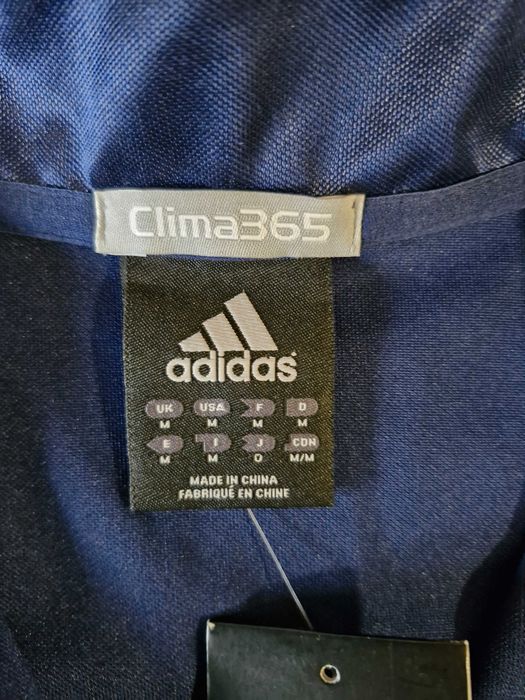 Clima365
adidas
UK USA F D
M M M M
E I J CDN
M M O M/M
MADE IN CHINA
FABRIQUÉ EN CHINE